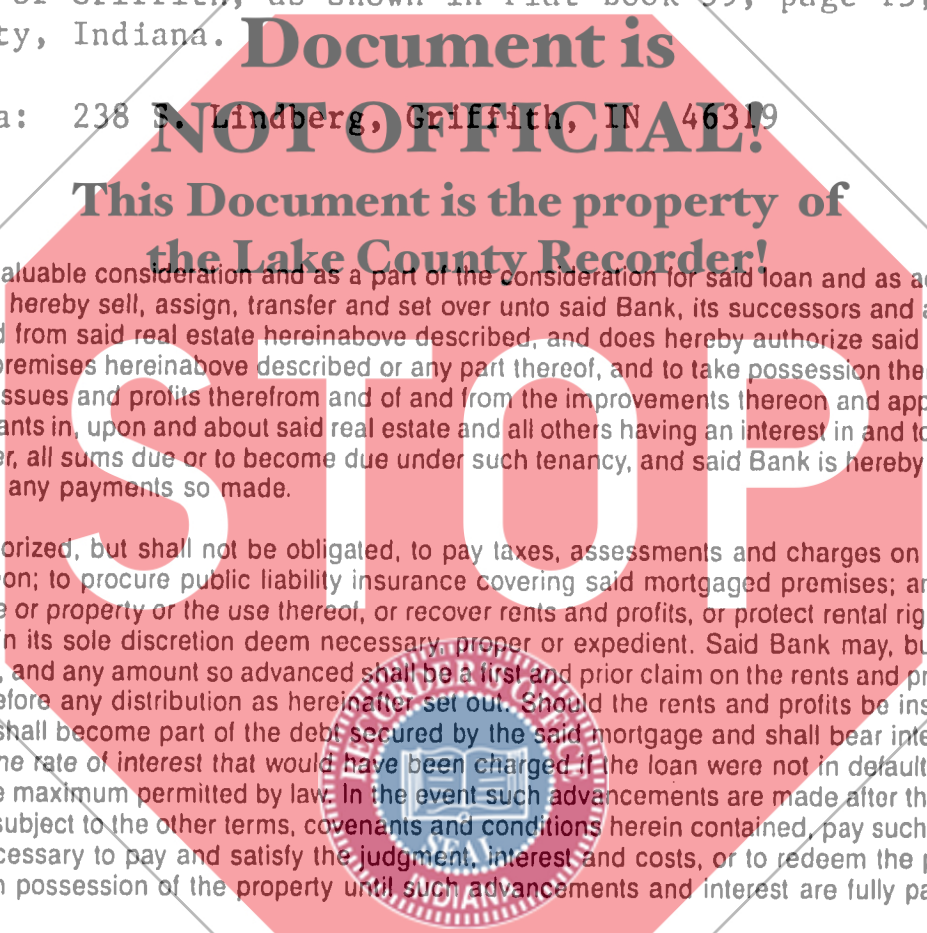 of Griffith, as shown in Plat book 39, page 13,
ty, Indiana.
Document is
a: 238 S. Lindberg, Griffith, IN 46319
NOT OFFICIAL!
This Document is the property of
the Lake County Recorder!
aluable consideration and as a part of the consideration for said loan and as a
hereby sell, assign, transfer and set over unto said Bank, its successors and a
d from said real estate hereinabove described, and does hereby authorize said
premises hereinabove described or any part thereof, and to take possession the
ssues and profits therefrom and of and from the improvements thereon and app
ants in, upon and about said real estate and all others having an interest in and to
er, all sums due or to become due under such tenancy, and said Bank is hereby
any payments so made.
STOP
orized, but shall not be obligated, to pay taxes, assessments and charges on
on; to procure public liability insurance covering said mortgaged premises; an
e or property or the use thereof, or recover rents and profits, or protect rental rig
n its sole discretion deem necessary, proper or expedient. Said Bank may, bu
, and any amount so advanced shall be a first and prior claim on the rents and pr
efore any distribution as hereinafter set out. Should the rents and profits be ins
shall become part of the debt secured by the said mortgage and shall bear inte
he rate of interest that would have been charged if the loan were not in default
e maximum permitted by law. In the event such advancements are made after th
subject to the other terms, covenants and conditions herein contained, pay such
cessary to pay and satisfy the judgment, interest and costs, or to redeem the p
n possession of the property until such advancements and interest are fully pa
RECORDER'S OFFICE
SEAL
INDIANA